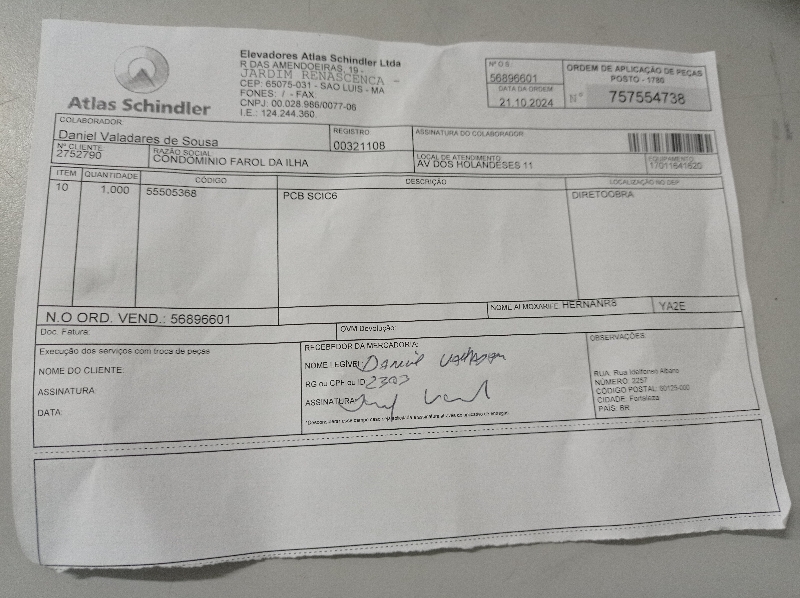 Atlas Schindler
Elevadores Atlas Schindler Ltda
R DAS AMENDOEIRAS, 19 -
JARDIM RENASCENCA -
CEP: 65075-031 - SAO LUIS - MA
FONES: / - FAX
CNPJ: 00.028.986/0077-06
I.E.: 124.244.360
Nº O.S.
56896601
DATA DA ORDEM
21.10.2024
ORDEM DE APLICAÇÃO DE PEÇAS
POSTO - 1780
Nº 757554738
COLABORADOR:
Daniel Valadares de Sousa
REGISTRO
00321108
ASSINATURA DO COLABORADOR
Nº CLIENTE
2752790
RAZÃO SOCIAL
CONDOMINIO FAROL DA ILHA
LOCAL DE ATENDIMENTO
AV DOS HOLANDESES 11
EQUIPAMENTO
ITEM QUANTIDADE CÓDIGO DESCRIÇÃO LOCALIZAÇÃO NO DEP
10 1,000 55505368 PCB SCIC6 DIRETOOBRA
N.O ORD. VEND.: 56896601
NOME ALMOXARIFE HERNANRS YA2E
Doc. Fatura: OVM Devolução:
Execução dos serviços com troca de peças
NOME DO CLIENTE:
ASSINATURA:
DATA:
RECEBEDOR DA MERCADORIA:
NOME LEGÍVEL: Daniel
RG ou CPF ou ID 2303
ASSINATURA:
OBSERVAÇÕES
RUA: Rua Idelfonso Albano
NÚMERO: 2257
CÓDIGO POSTAL: 60125-000
CIDADE: Fortaleza
PAÍS: BR